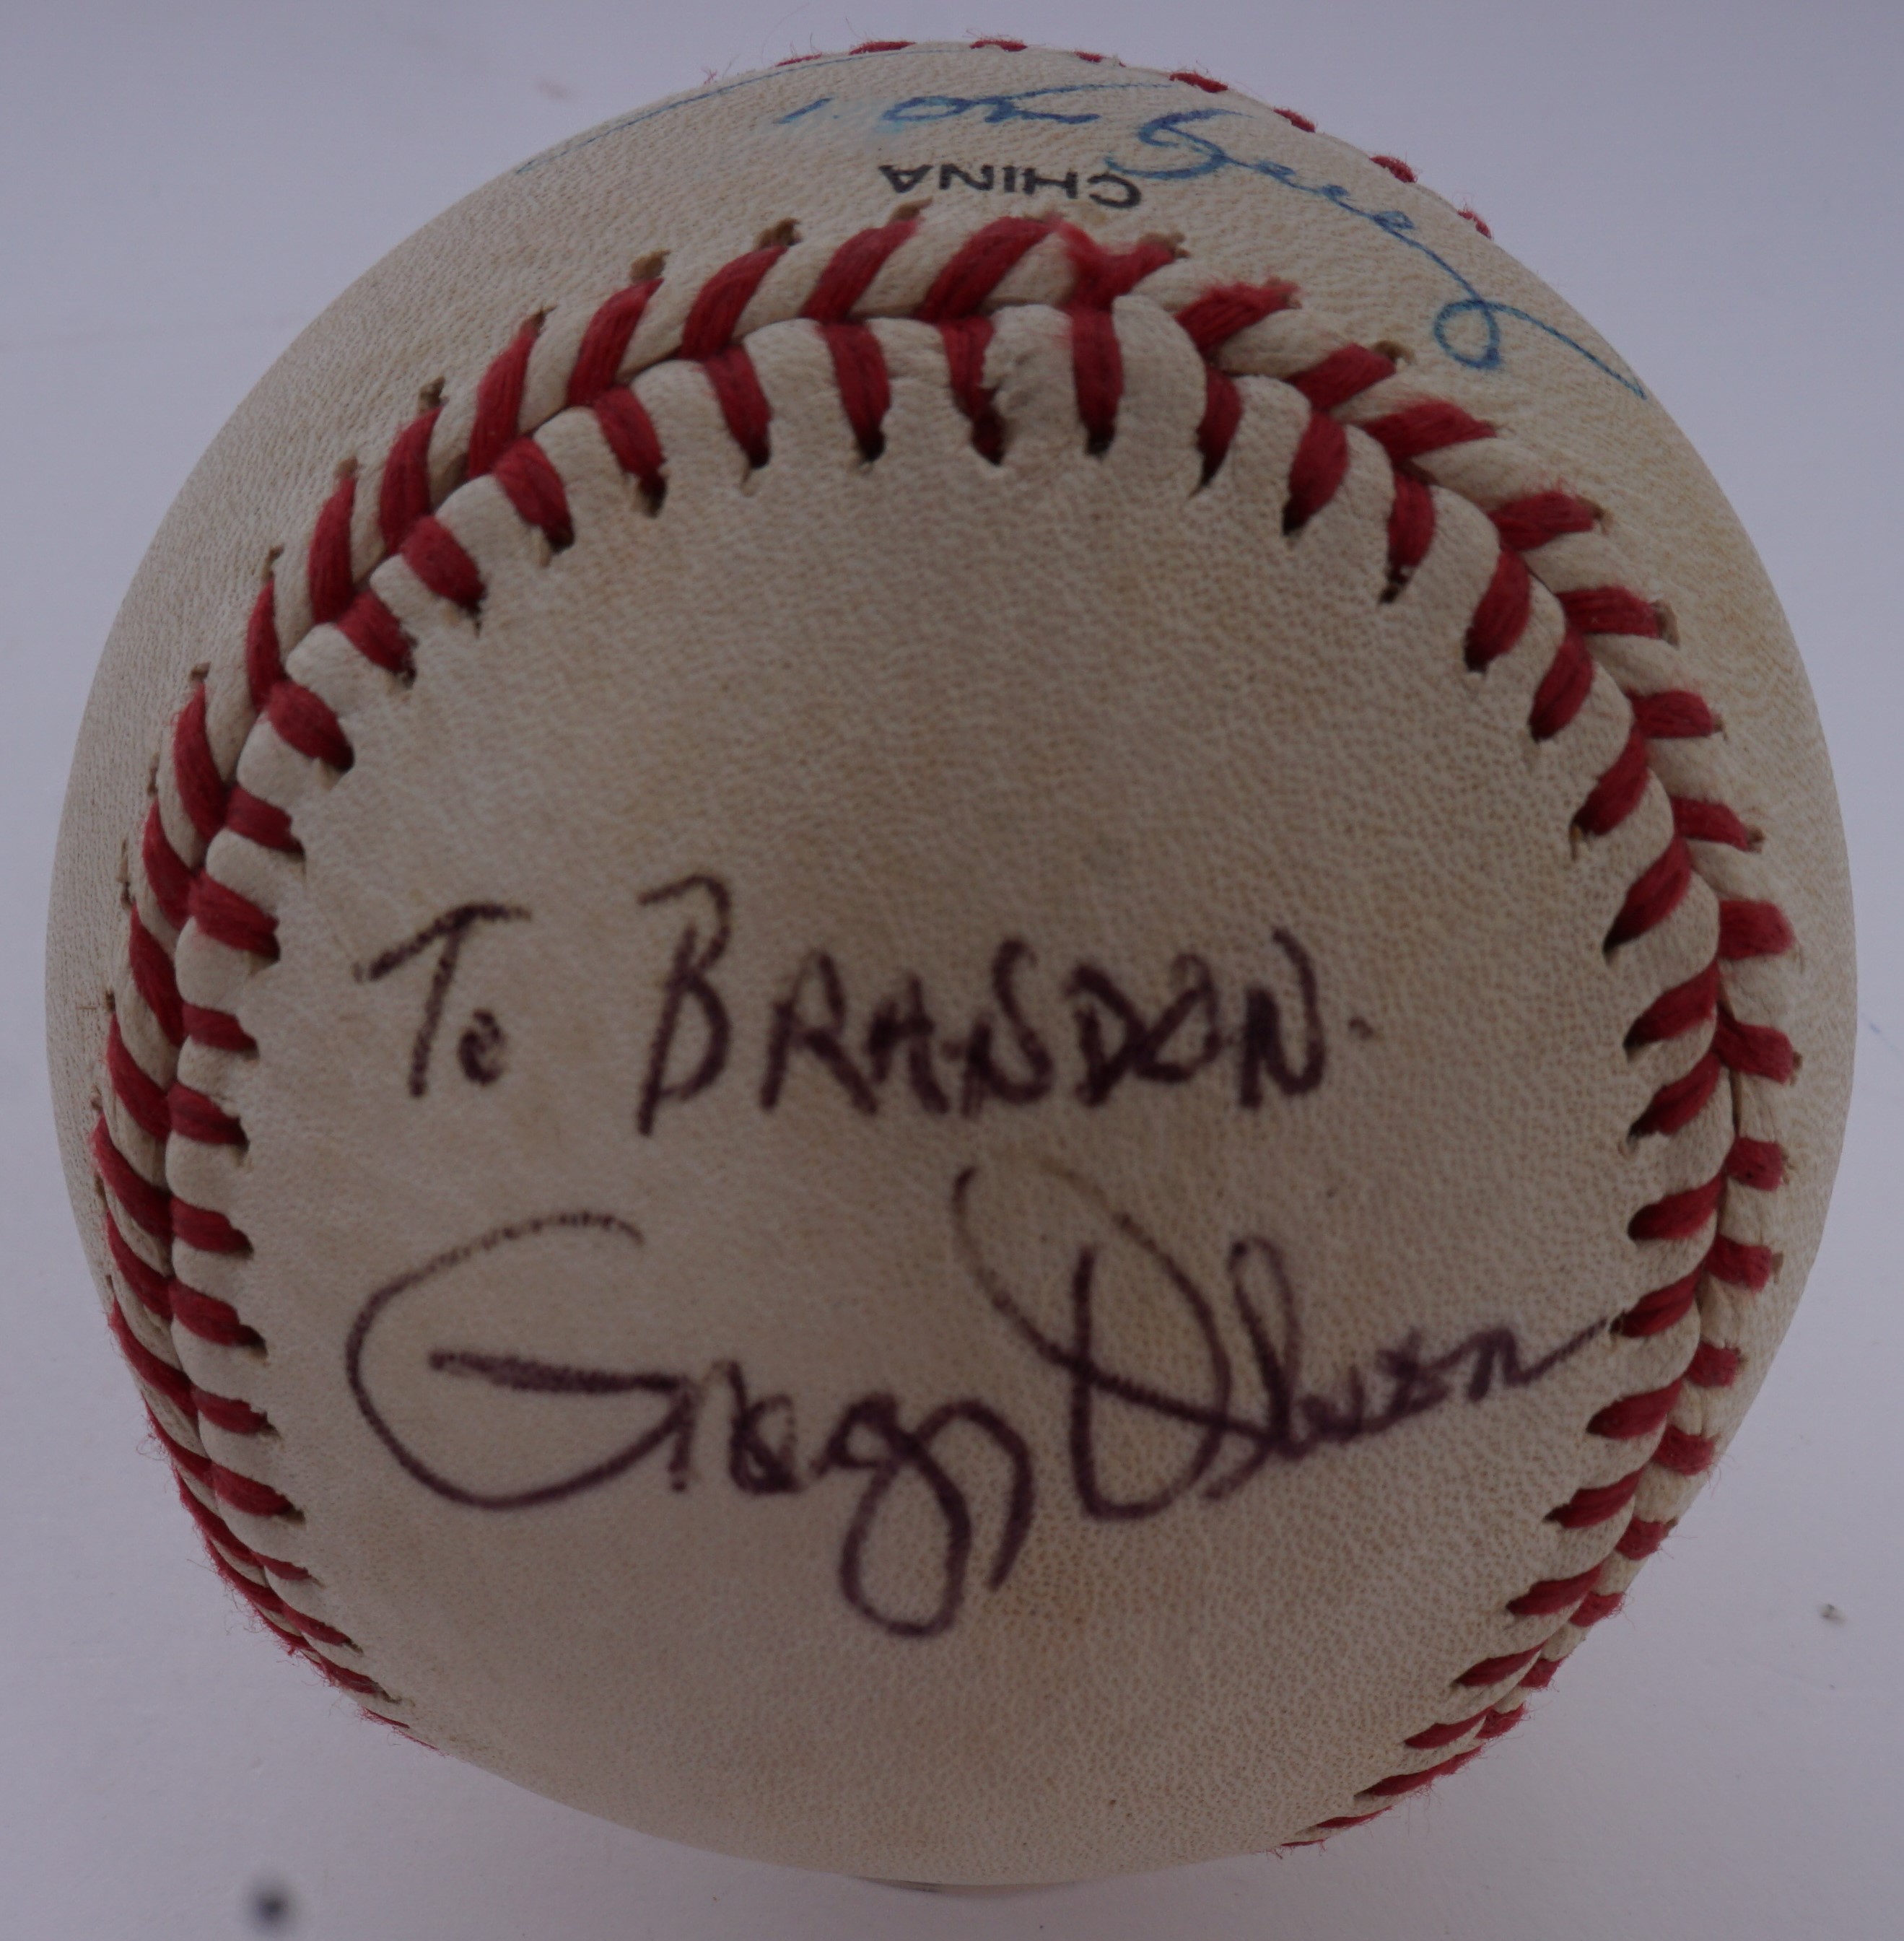 CHINA
To BRANDON.
Gregg Olson